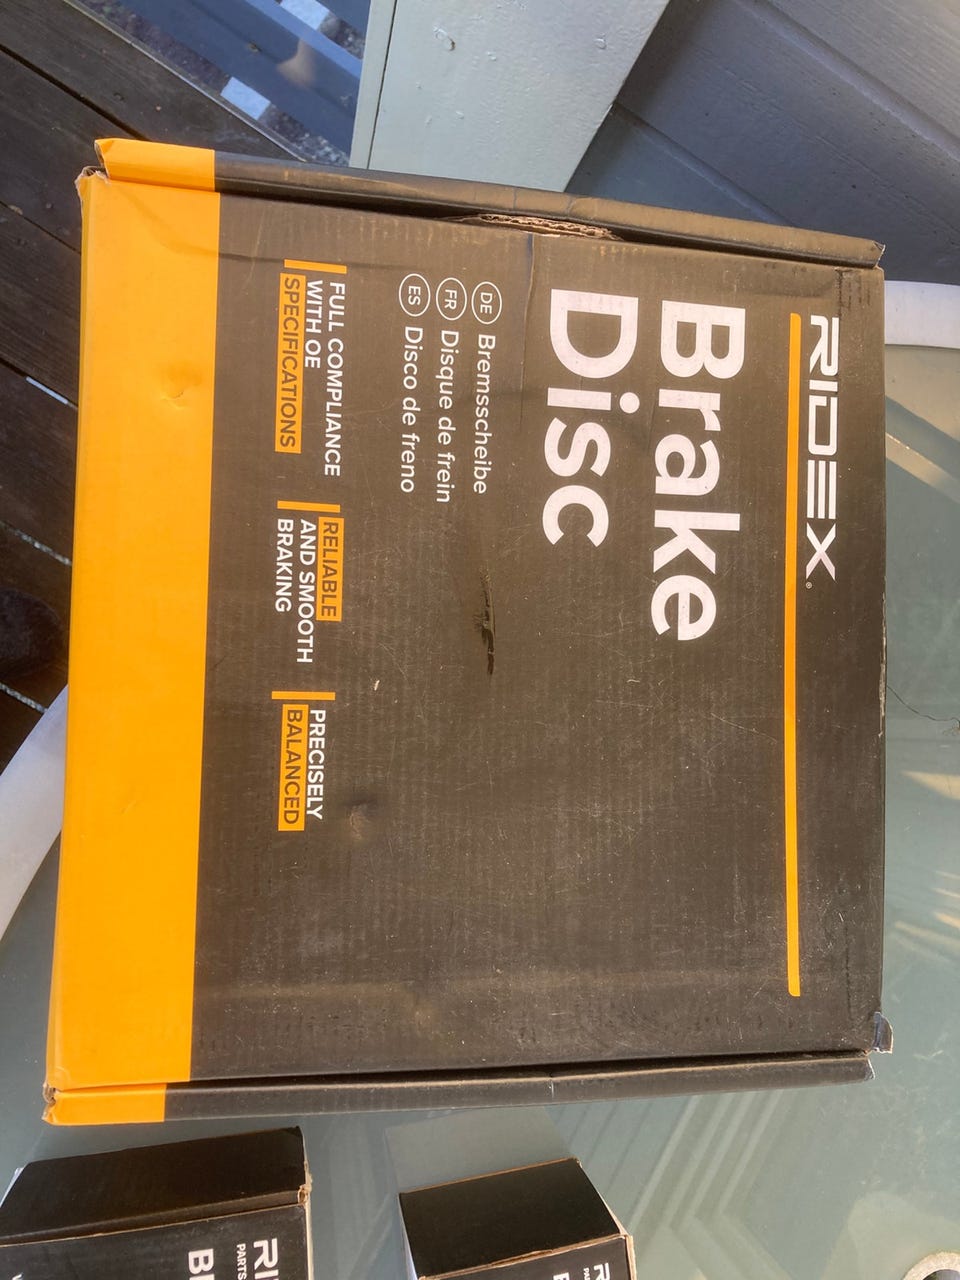 RIDEX®
Brake
Disc
DE Bremsscheibe
FR Disque de frein
ES Disco de freno
FULL COMPLIANCE
WITH OE
SPECIFICATIONS
RELIABLE
AND SMOOTH
BRAKING
PRECISELY
BALANCED